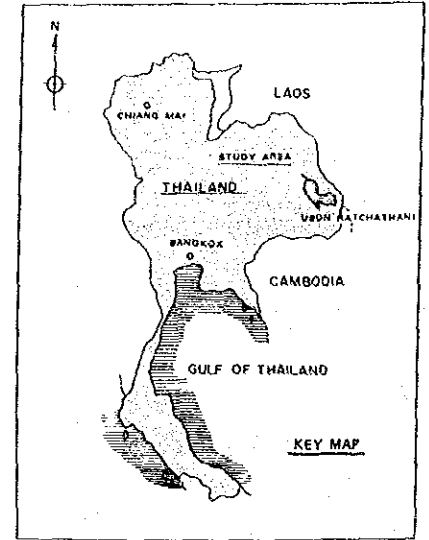 N
LAOS
CHIANG MAI
STUDY AREA
THAILAND
UBON RATCHATHANI
BANGKOK
CAMBODIA
GULF OF THAILAND
KEY MAP